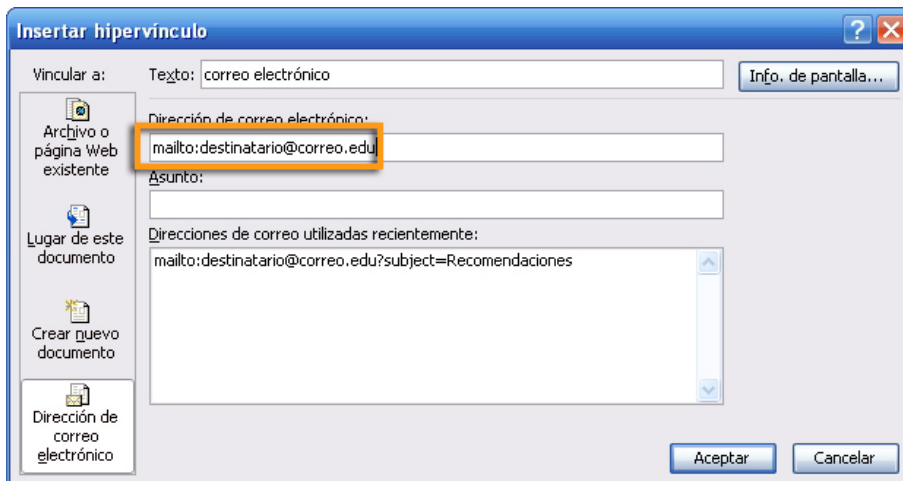 Insertar hipervínculo
Vincular a:
Texto: correo electrónico
Info. de pantalla...
Archivo o
página Web
existente
Lugar de este
documento
Crear nuevo
documento
Dirección de
correo
electrónico
Dirección de correo electrónico:
mailto:destinatario@correo.edu
Asunto:
Direcciones de correo utilizadas recientemente:
mailto:destinatario@correo.edu?subject=Recomendaciones
Aceptar
Cancelar